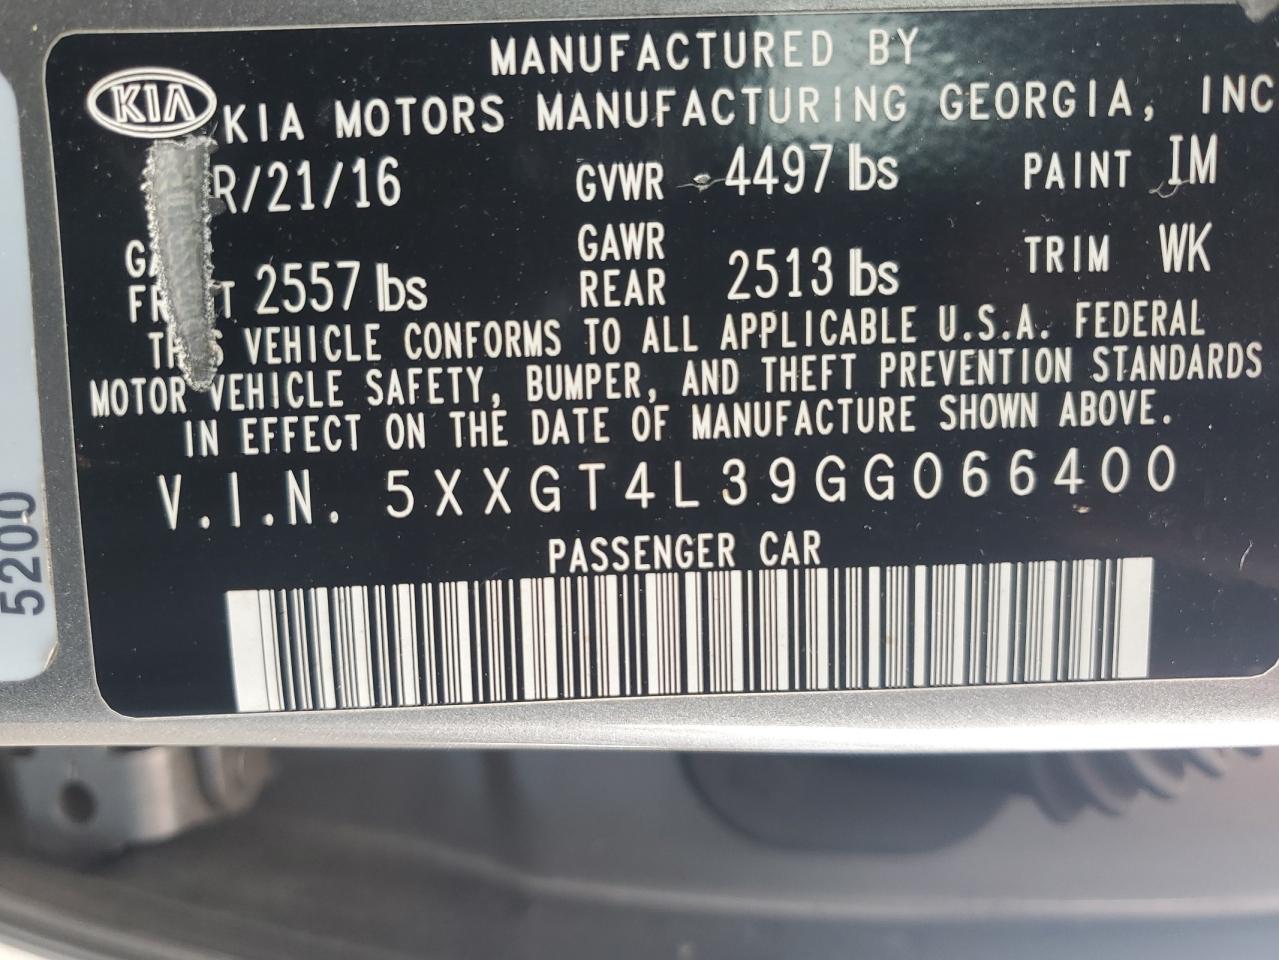 MANUFACTURED BY
KIA KIA MOTORS MANUFACTURING GEORGIA, INC
R/21/16 GVWR 4497 lbs PAINT IM
GAWR REAR 2513 lbs TRIM WK
2557 lbs
VEHICLE CONFORMS TO ALL APPLICABLE U.S.A. FEDERAL
MOTOR VEHICLE SAFETY, BUMPER, AND THEFT PREVENTION STANDARDS
IN EFFECT ON THE DATE OF MANUFACTURE SHOWN ABOVE.
V.I.N. 5XXGT4L39GG066400
PASSENGER CAR
5200